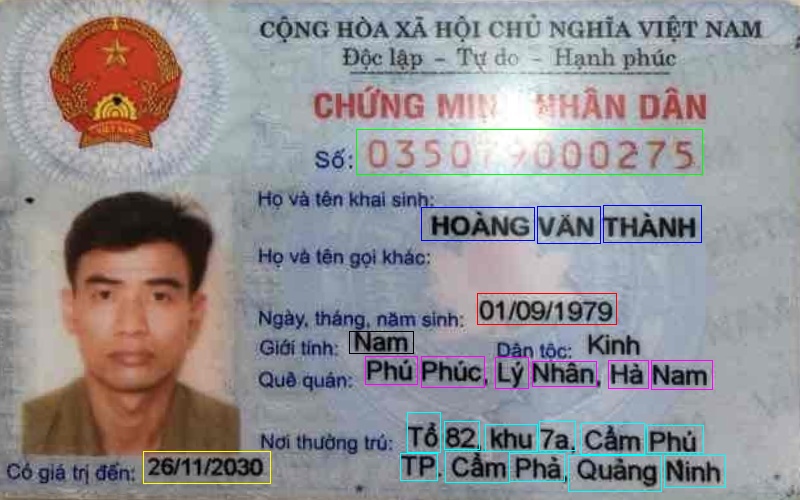 CỘNG HÒA XÃ HỘI CHỦ NGHĨA VIỆT NAM
Độc lập - Tự do - Hạnh phúc
CHỨNG MINH NHÂN DÂN
VIỆT NAM
Số: 035079000275
Họ và tên khai sinh:
HOÀNG VĂN THÀNH
Họ và tên gọi khác:
Ngày, tháng, năm sinh: 01/09/1979
Giới tính: Nam Dân tộc: Kinh
Quê quán: Phú Phúc, Lý Nhân, Hà Nam
Nơi thường trú: Tổ 82, khu 7a, Cẩm Phú
TP. Cẩm Phả, Quảng Ninh
Có giá trị đến: 26/11/2030